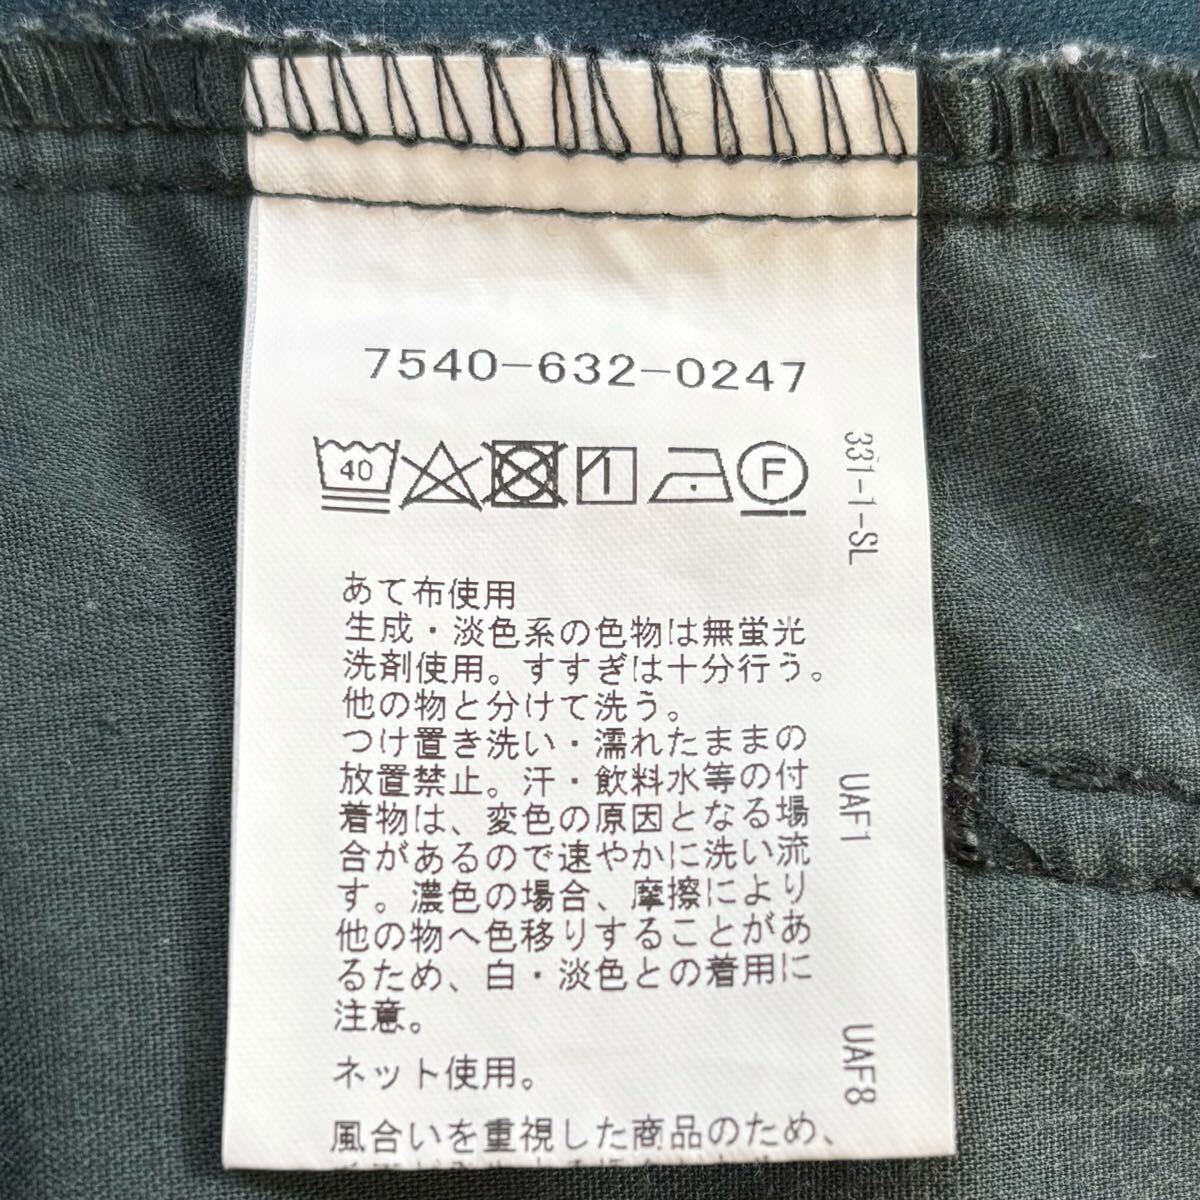 7540-632-0247
40
F
あて布使用
生成・淡色系の色物は無蛍光
洗剤使用。すすぎは十分行う。
他の物と分けて洗う。
つけ置き洗い・濡れたままの
放置禁止。汗・飲料水等の付
着物は、変色の原因となる場
合があるので速やかに洗い流
す。濃色の場合、摩擦により
他の物へ色移りすることがあ
るため、白・淡色との着用に
注意。
ネット使用。
風合いを重視した商品のため、
331-1-SL
UAF1
UAF8